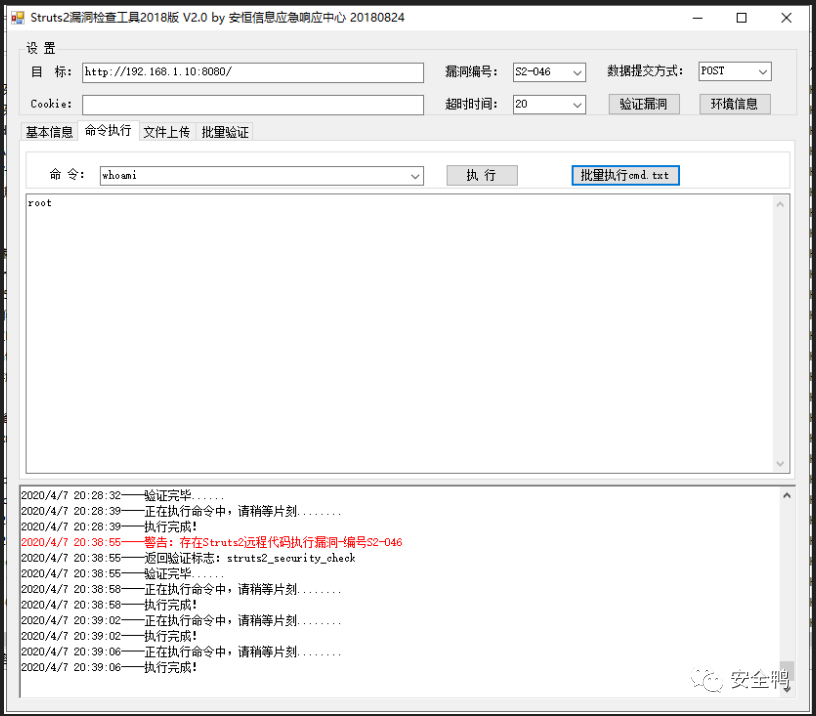 Struts2漏洞检查工具2018版 V2.0 by 安恒信息应急响应中心 20180824
设 置
目 标: http://192.168.1.10:8080/ 漏洞编号: S2-046 数据提交方式: POST
Cookie: 超时时间: 20 验证漏洞 环境信息
基本信息 命令执行 文件上传 批量验证
命 令: whoami 执 行 批量执行cmd.txt
root
2020/4/7 20:28:32——验证完毕......
2020/4/7 20:28:39——正在执行命令中，请稍等片刻........
2020/4/7 20:28:39——执行完成!
2020/4/7 20:38:55——警告: 存在Struts2远程代码执行漏洞-编号S2-046
2020/4/7 20:38:55——返回验证标志: struts2_security_check
2020/4/7 20:38:55——验证完毕......
2020/4/7 20:38:58——正在执行命令中，请稍等片刻........
2020/4/7 20:38:58——执行完成!
2020/4/7 20:39:02——正在执行命令中，请稍等片刻........
2020/4/7 20:39:02——执行完成!
2020/4/7 20:39:06——正在执行命令中，请稍等片刻........
2020/4/7 20:39:06——执行完成!
安全鸭